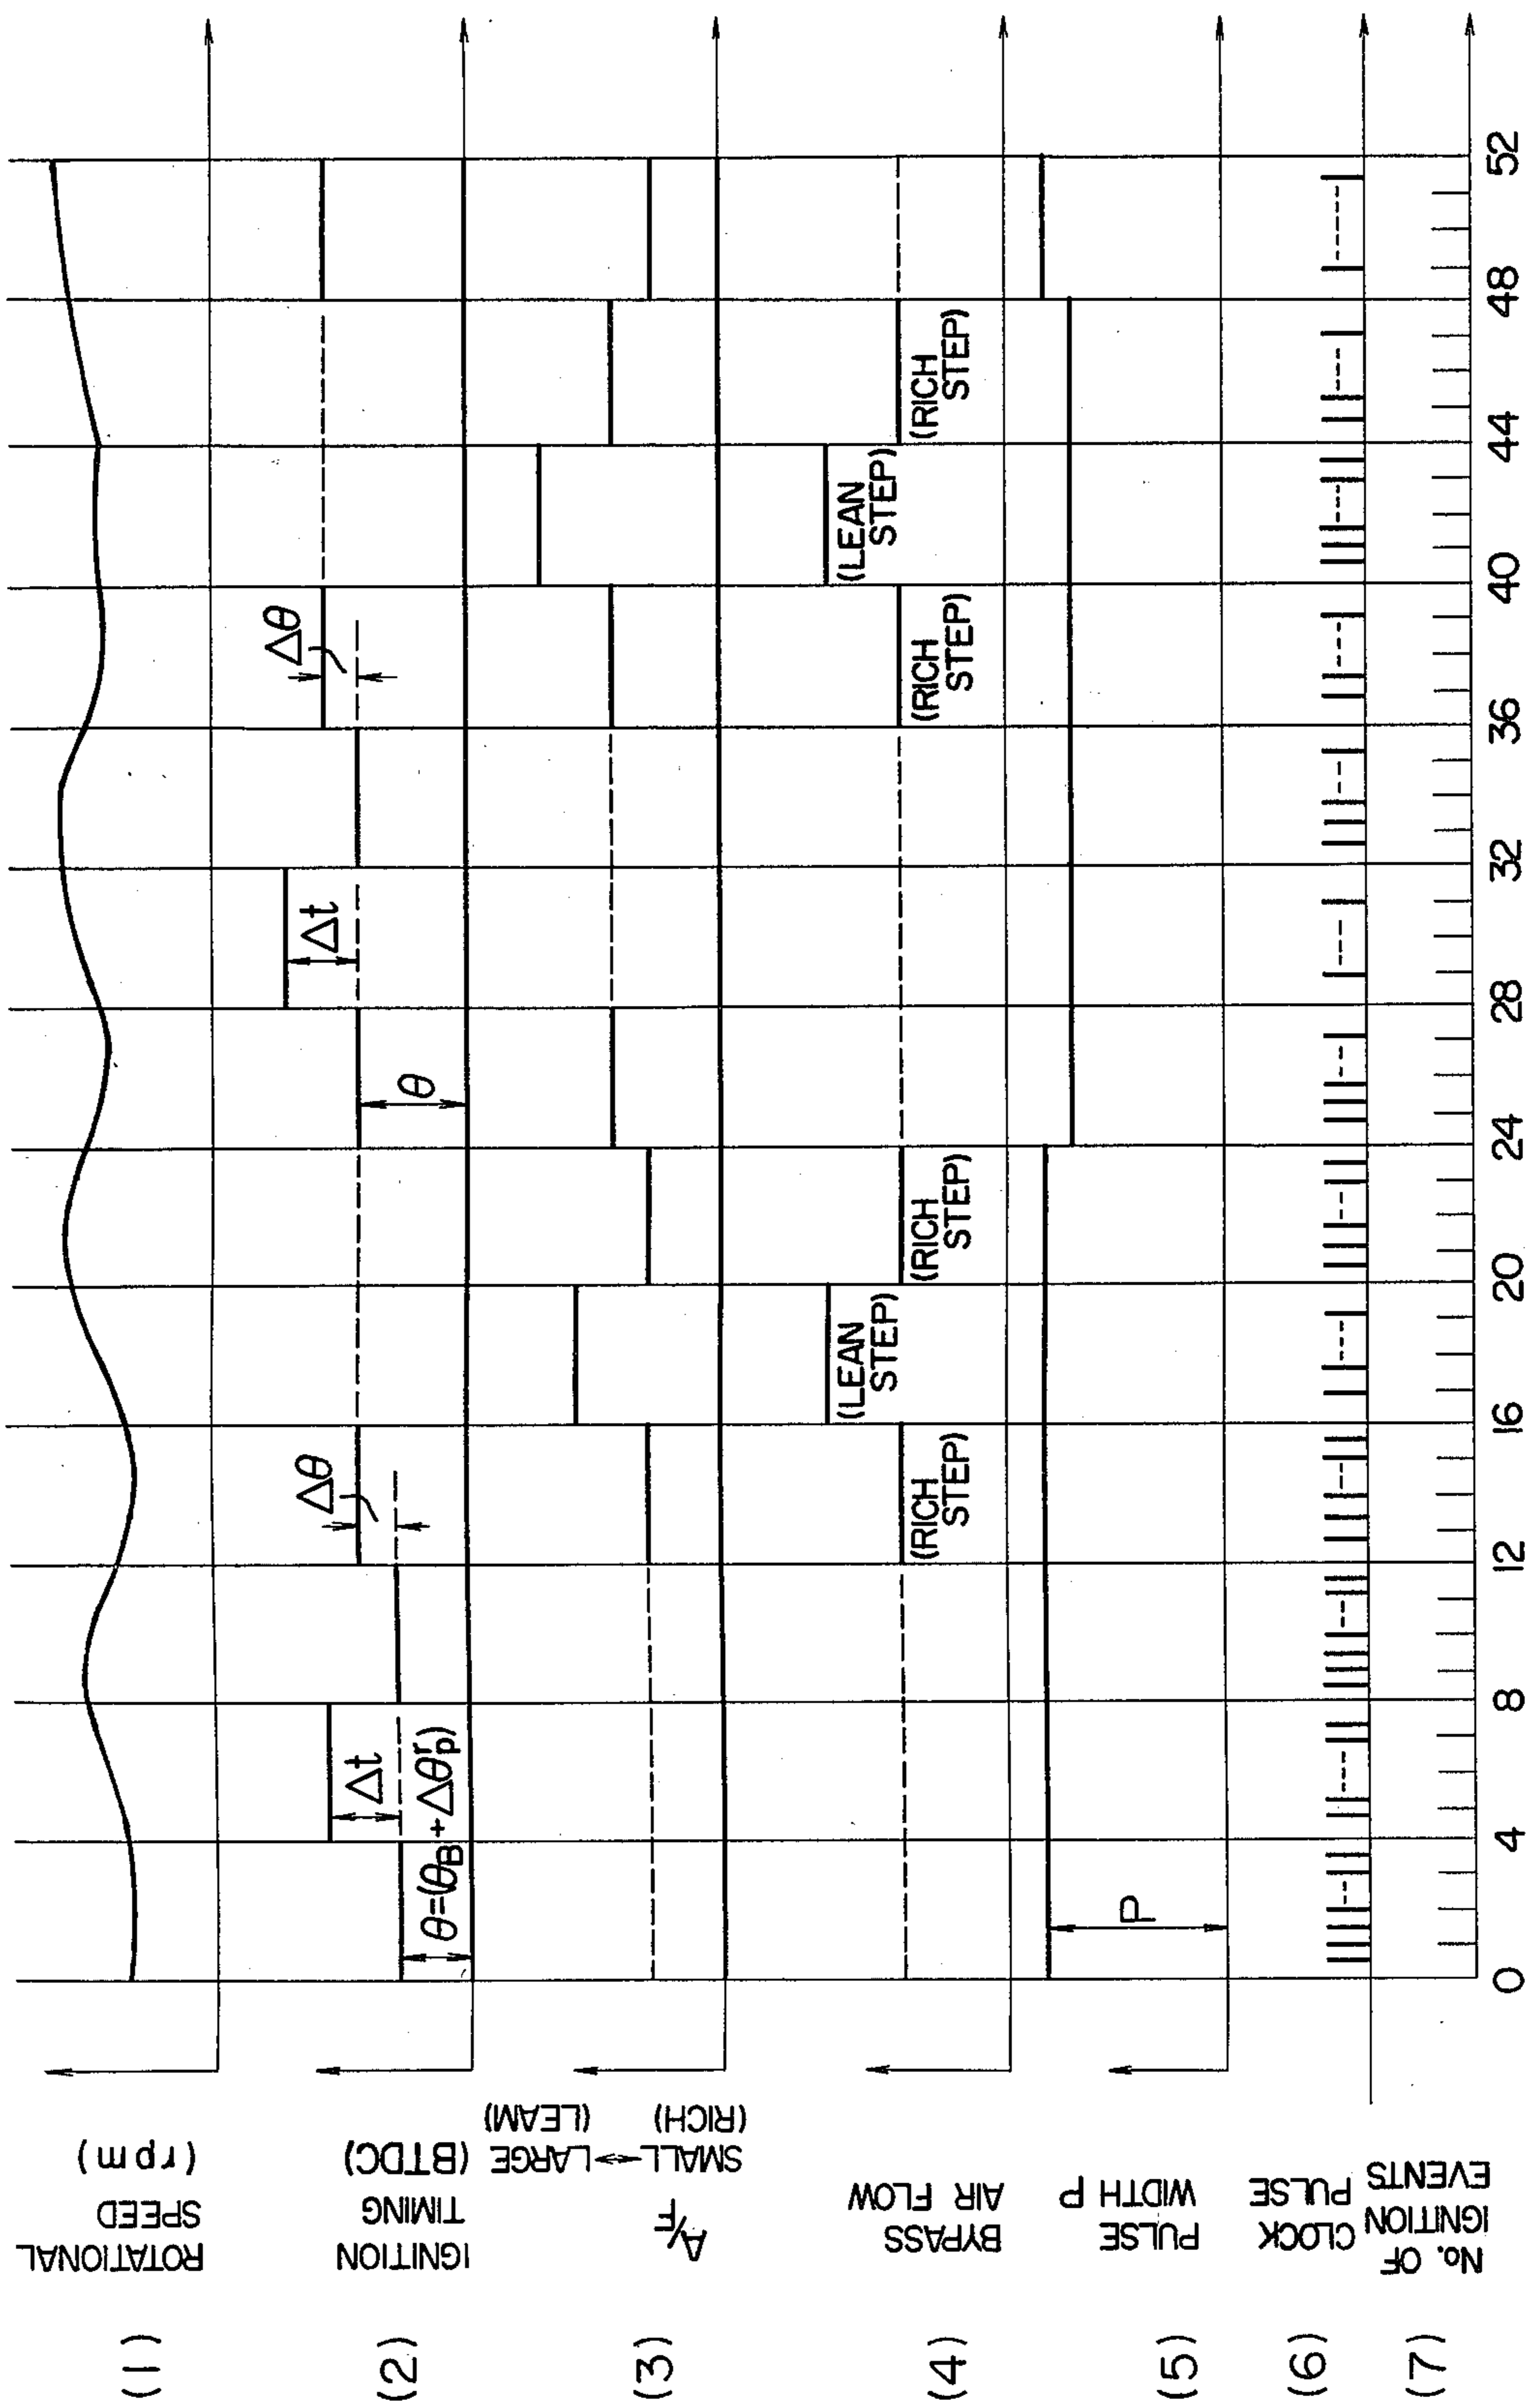 (1) ROTATIONAL
SPEED
(rpm)
(2) IGNITION
TIMING
(BTDC)
(3) A/F
SMALL↔LARGE
(RICH) (LEAM)
(4) BYPASS
AIR FLOW
(5) PULSE
WIDTH P
(6) CLOCK PULSE
(7) No. OF
IGNITION
EVENTS
θ=(θB+Δθrp)
Δt
Δθ
θ
Δt
Δθ
(RICH
STEP)
(LEAN
STEP)
(RICH
STEP)
(RICH
STEP)
(LEAN
STEP)
(RICH
STEP)
P
0 4 8 12 16 20 24 28 32 36 40 44 48 52